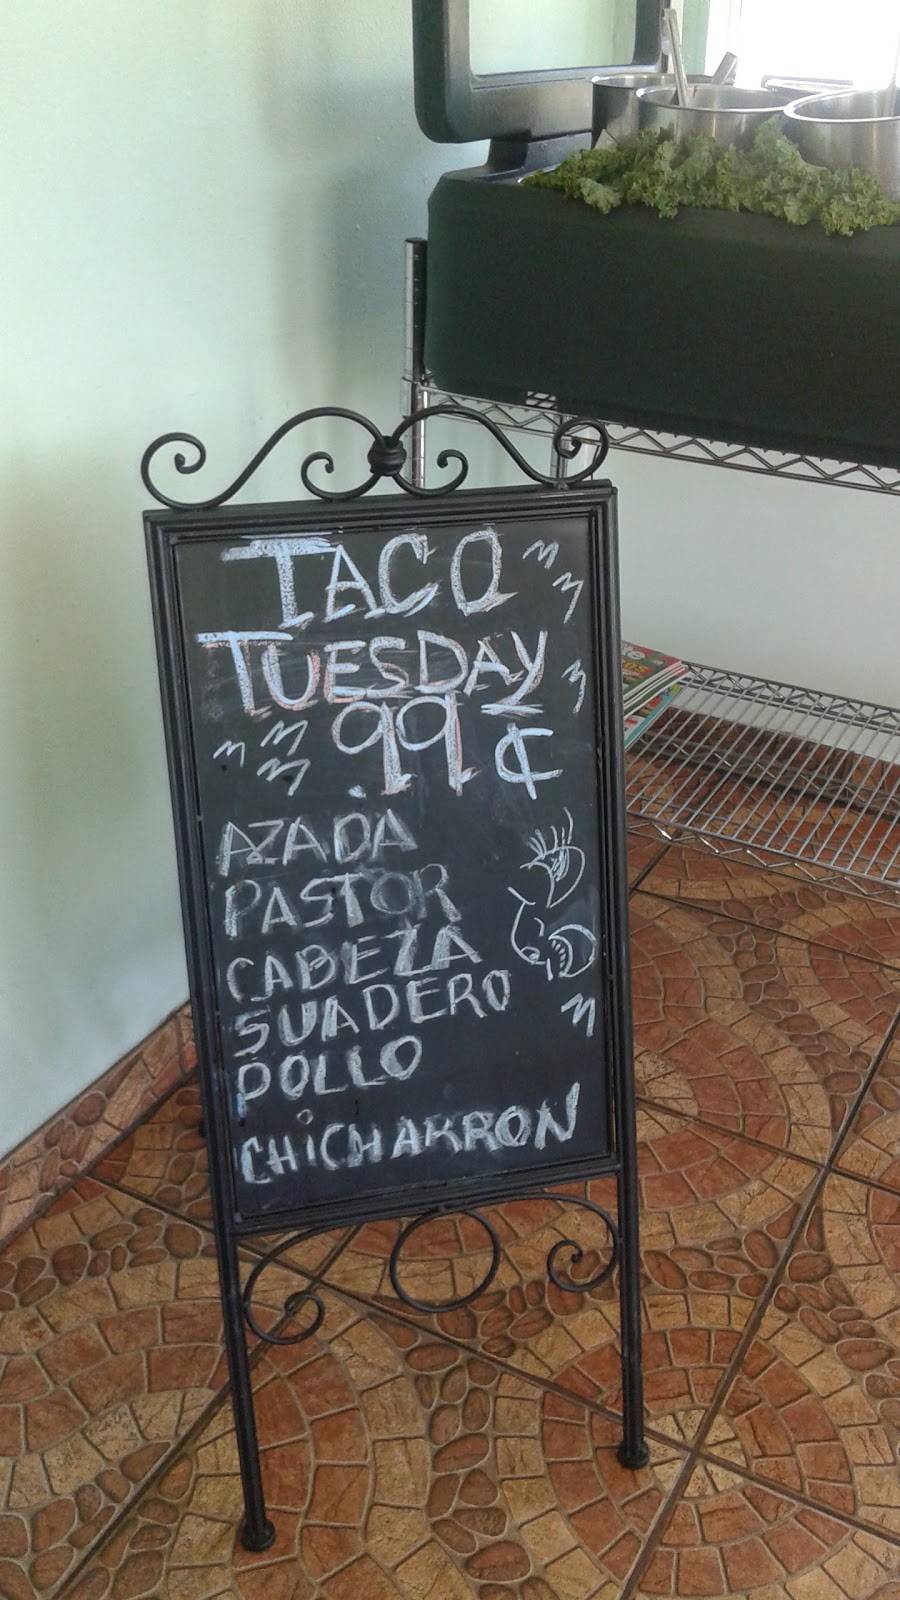 TACO
TUESDAY
.99 ¢
AZADA
PASTOR
CABEZA
SUADERO
POLLO
CHiCHARRON